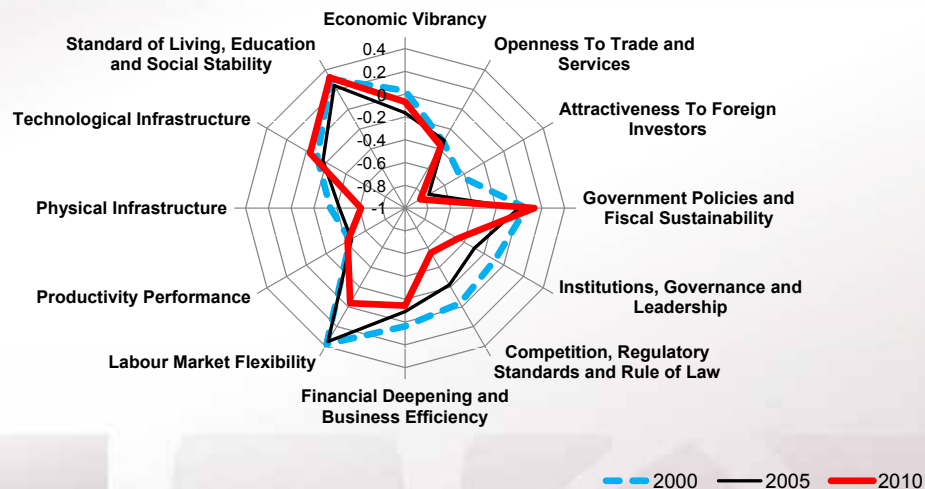 Economic Vibrancy
Openness To Trade and
Services
Attractiveness To Foreign
Investors
Government Policies and
Fiscal Sustainability
Institutions, Governance and
Leadership
Competition, Regulatory
Standards and Rule of Law
Financial Deepening and
Business Efficiency
Labour Market Flexibility
Productivity Performance
Physical Infrastructure
Technological Infrastructure
Standard of Living, Education
and Social Stability
0.4
0.2
0
-0.2
-0.4
-0.6
-0.8
-1
2000 2005 2010